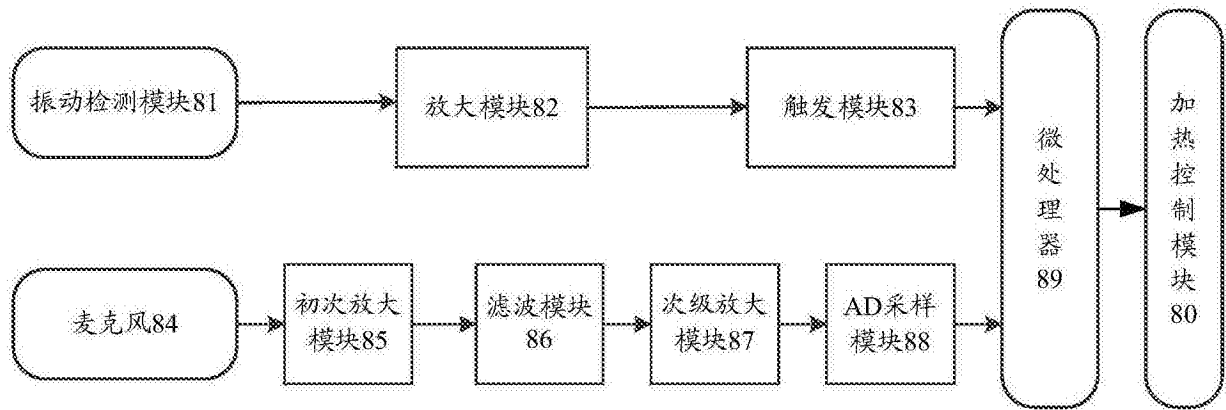 振动检测模块81
放大模块82
触发模块83
麦克风84
初次放大
模块85
滤波模块
86
次级放大
模块87
AD采样
模块88
微
处
理
器
89
加
热
控
制
模
块
80